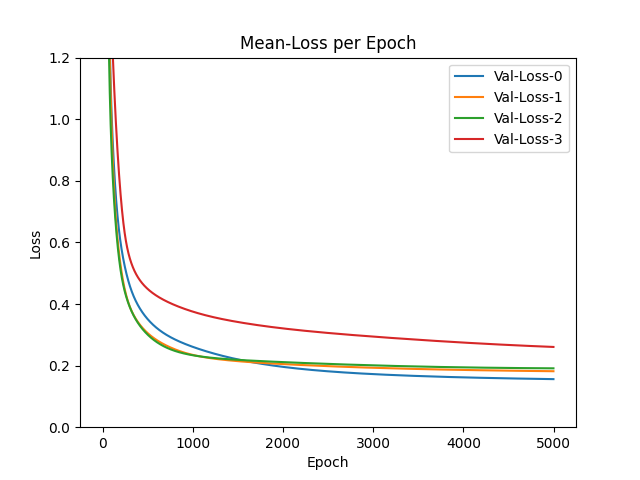 Mean-Loss per Epoch
1.2
1.0
0.8
0.6
0.4
0.2
0.0
Loss
Val-Loss-0
Val-Loss-1
Val-Loss-2
Val-Loss-3
0 1000 2000 3000 4000 5000
Epoch